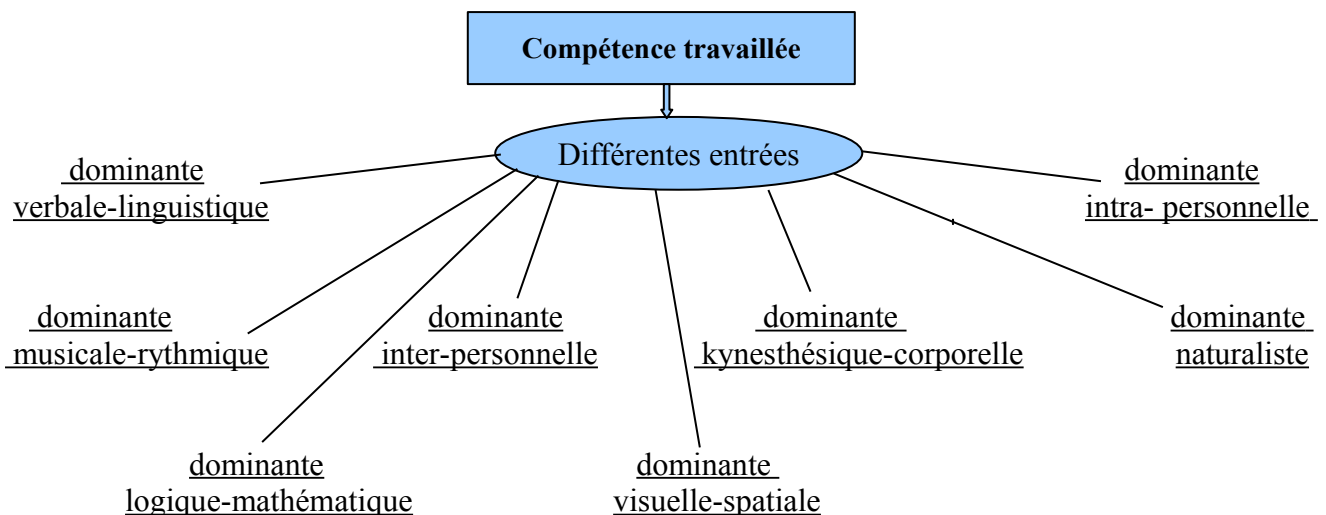 Compétence travaillée
Différentes entrées
dominante
verbale-linguistique
dominante
intra- personnelle
dominante
musicale-rythmique
dominante
inter-personnelle
dominante
kynesthésique-corporelle
dominante
naturaliste
dominante
logique-mathématique
dominante
visuelle-spatiale